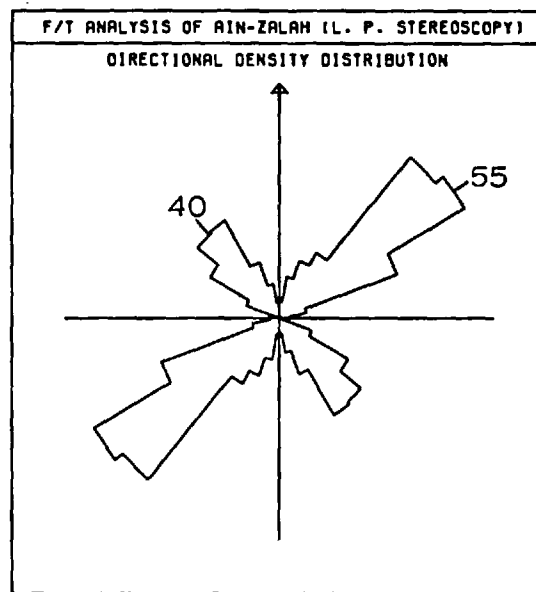 F/T ANALYSIS OF AIN-ZALAH (L. P. STEREOSCOPY)
DIRECTIONAL DENSITY DISTRIBUTION
55
40